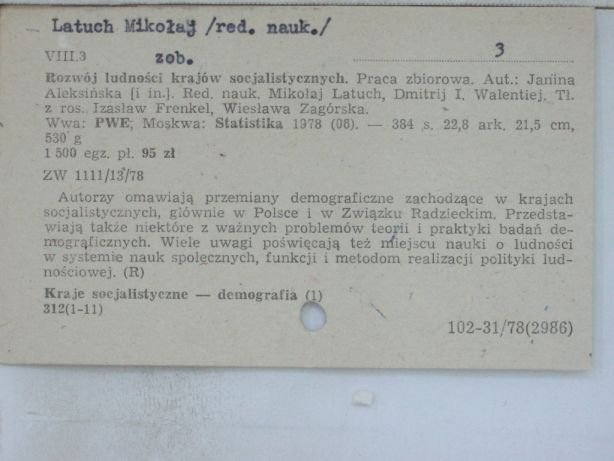 Latuch Mikołaj /red. nauk./
VIII.3 zob. 3
Rozwój ludności krajów socjalistycznych. Praca zbiorowa. Aut.: Janina
Aleksińska [i in.]. Red. nauk. Mikołaj Latuch, Dmitrij I. Walentiej. Tł.
z ros. Izasław Frenkel, Wiesława Zagórska.
Wwa: PWE; Moskwa: Statistika 1978 (08). — 384 s. 22,8 ark. 21,5 cm,
530 g
1 500 egz. pł. 95 zł
ZW 1111/13/78
Autorzy omawiają przemiany demograficzne zachodzące w krajach
socjalistycznych, głównie w Polsce i w Związku Radzieckim. Przedsta-
wiają także niektóre z ważnych problemów teorii i praktyki badań de-
mograficznych. Wiele uwagi poświęcają też miejscu nauki o ludności
w systemie nauk społecznych, funkcji i metodom realizacji polityki lud-
nościowej. (R)
Kraje socjalistyczne — demografia (1)
312(1-11)
102-31/78(2986)